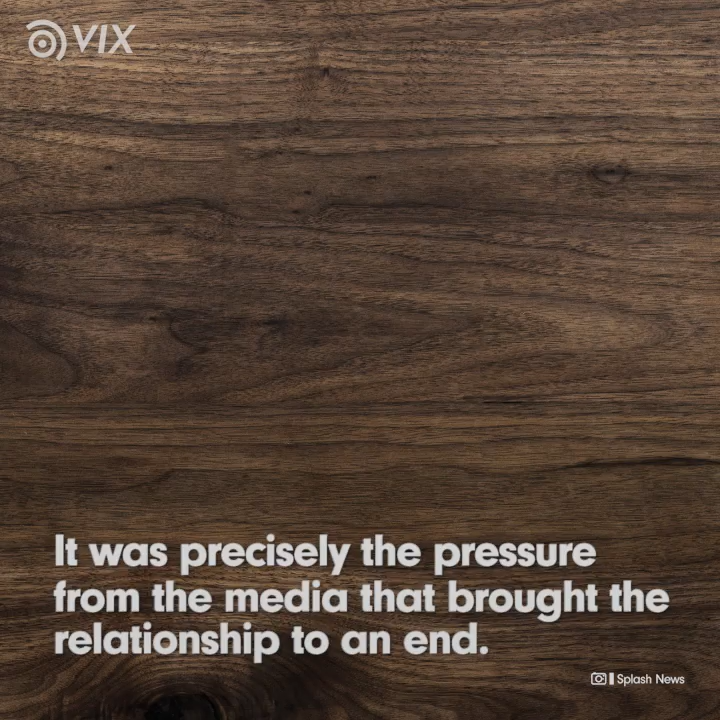 VIX
It was precisely the pressure
from the media that brought the
relationship to an end.
Splash News